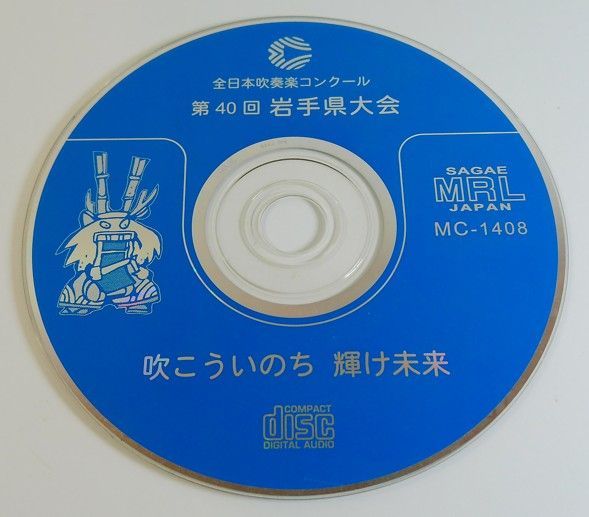 全日本吹奏楽コンクール
第40回 岩手県大会
SAGAE
MRL
JAPAN
MC-1408
吹こういのち 輝け未来
COMPACT
disc
DIGITAL AUDIO